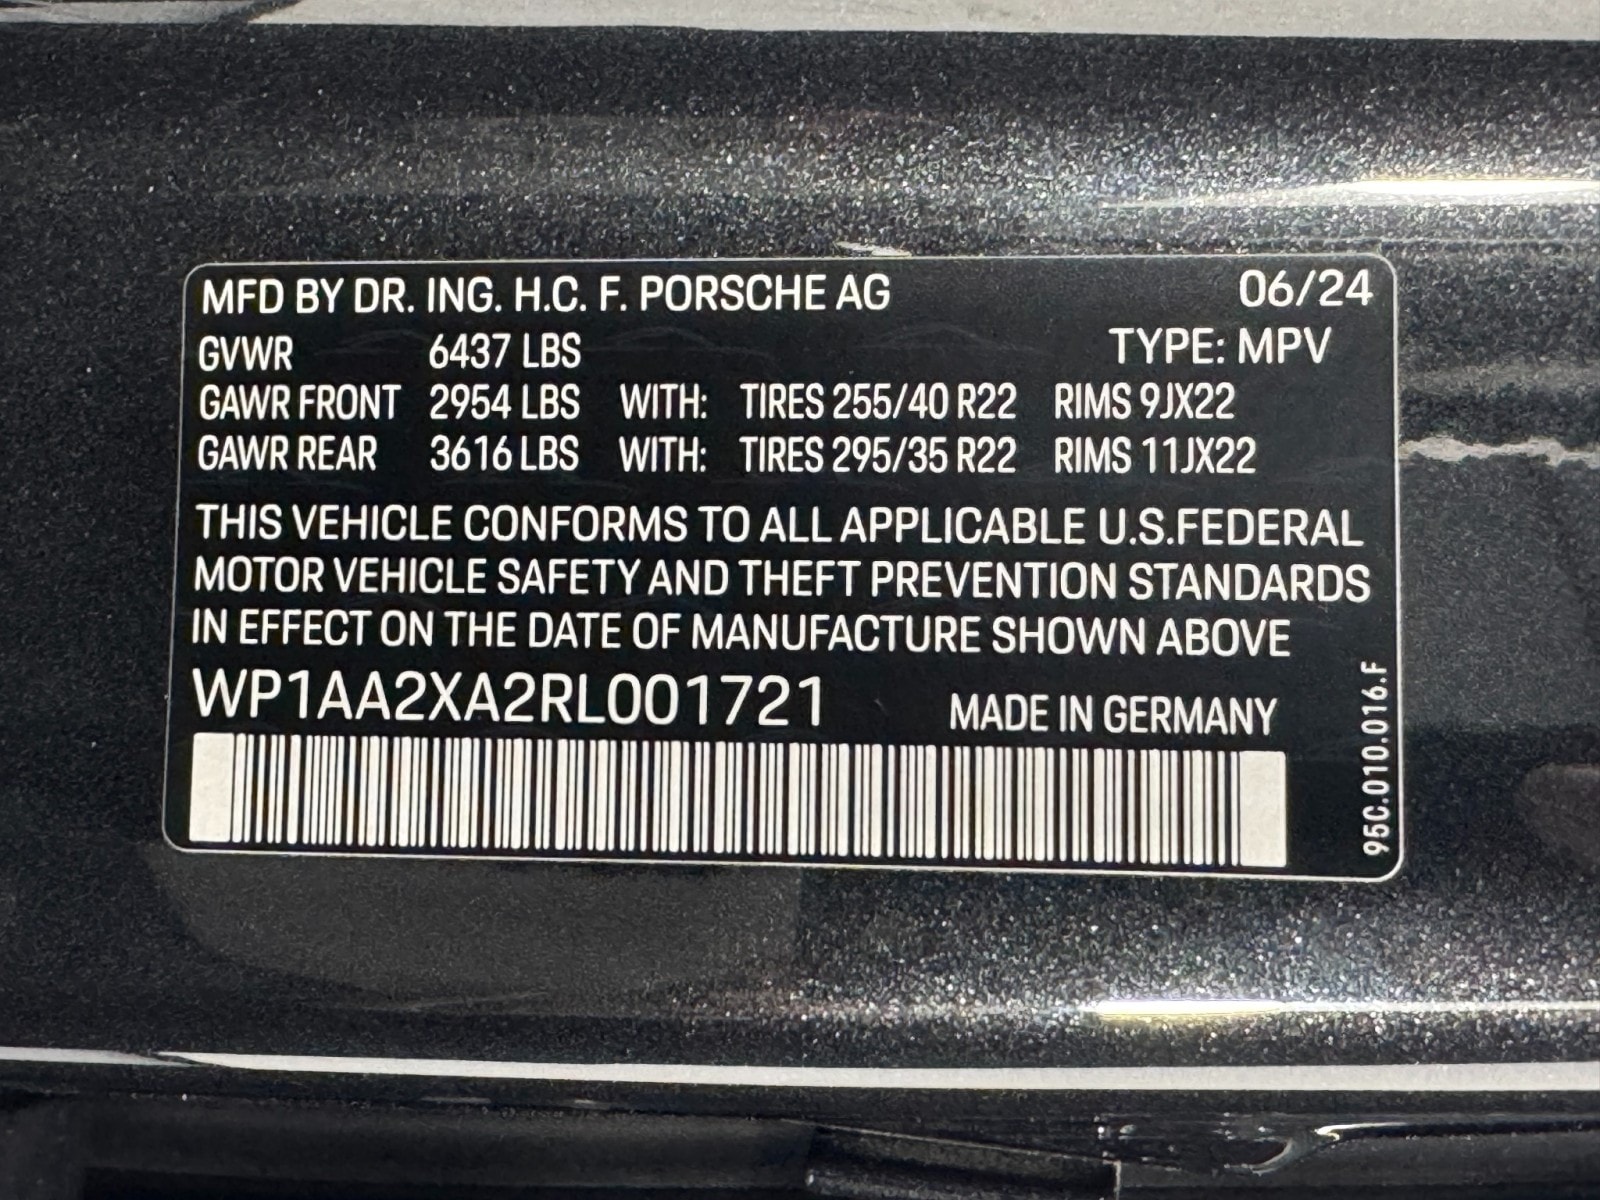 MFD BY DR. ING. H.C. F. PORSCHE AG 06/24
GVWR 6437 LBS TYPE: MPV
GAWR FRONT 2954 LBS WITH: TIRES 255/40 R22 RIMS 9JX22
GAWR REAR 3616 LBS WITH: TIRES 295/35 R22 RIMS 11JX22
THIS VEHICLE CONFORMS TO ALL APPLICABLE U.S.FEDERAL
MOTOR VEHICLE SAFETY AND THEFT PREVENTION STANDARDS
IN EFFECT ON THE DATE OF MANUFACTURE SHOWN ABOVE
WP1AA2XA2RL001721 MADE IN GERMANY
95C.010.016.F